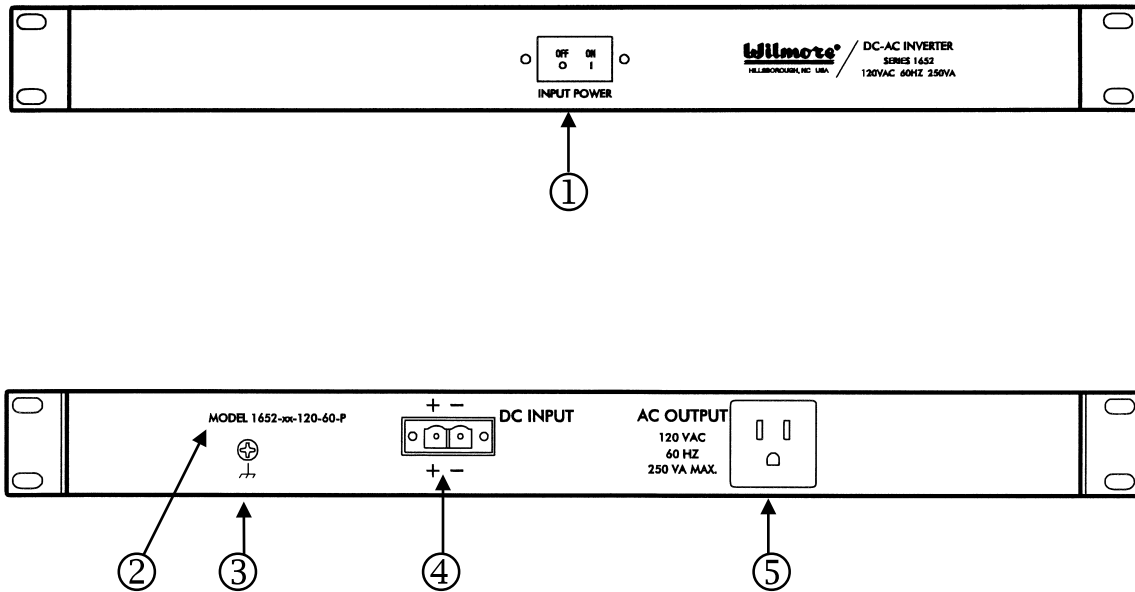 OFF ON
O I
INPUT POWER
Wilmore®
HILLSBOROUGH, NC USA
DC-AC INVERTER
SERIES 1652
120VAC 60HZ 250VA
1
MODEL 1652-xx-120-60-P
+ −
DC INPUT
+ −
AC OUTPUT
120 VAC
60 HZ
250 VA MAX.
2
3
4
5